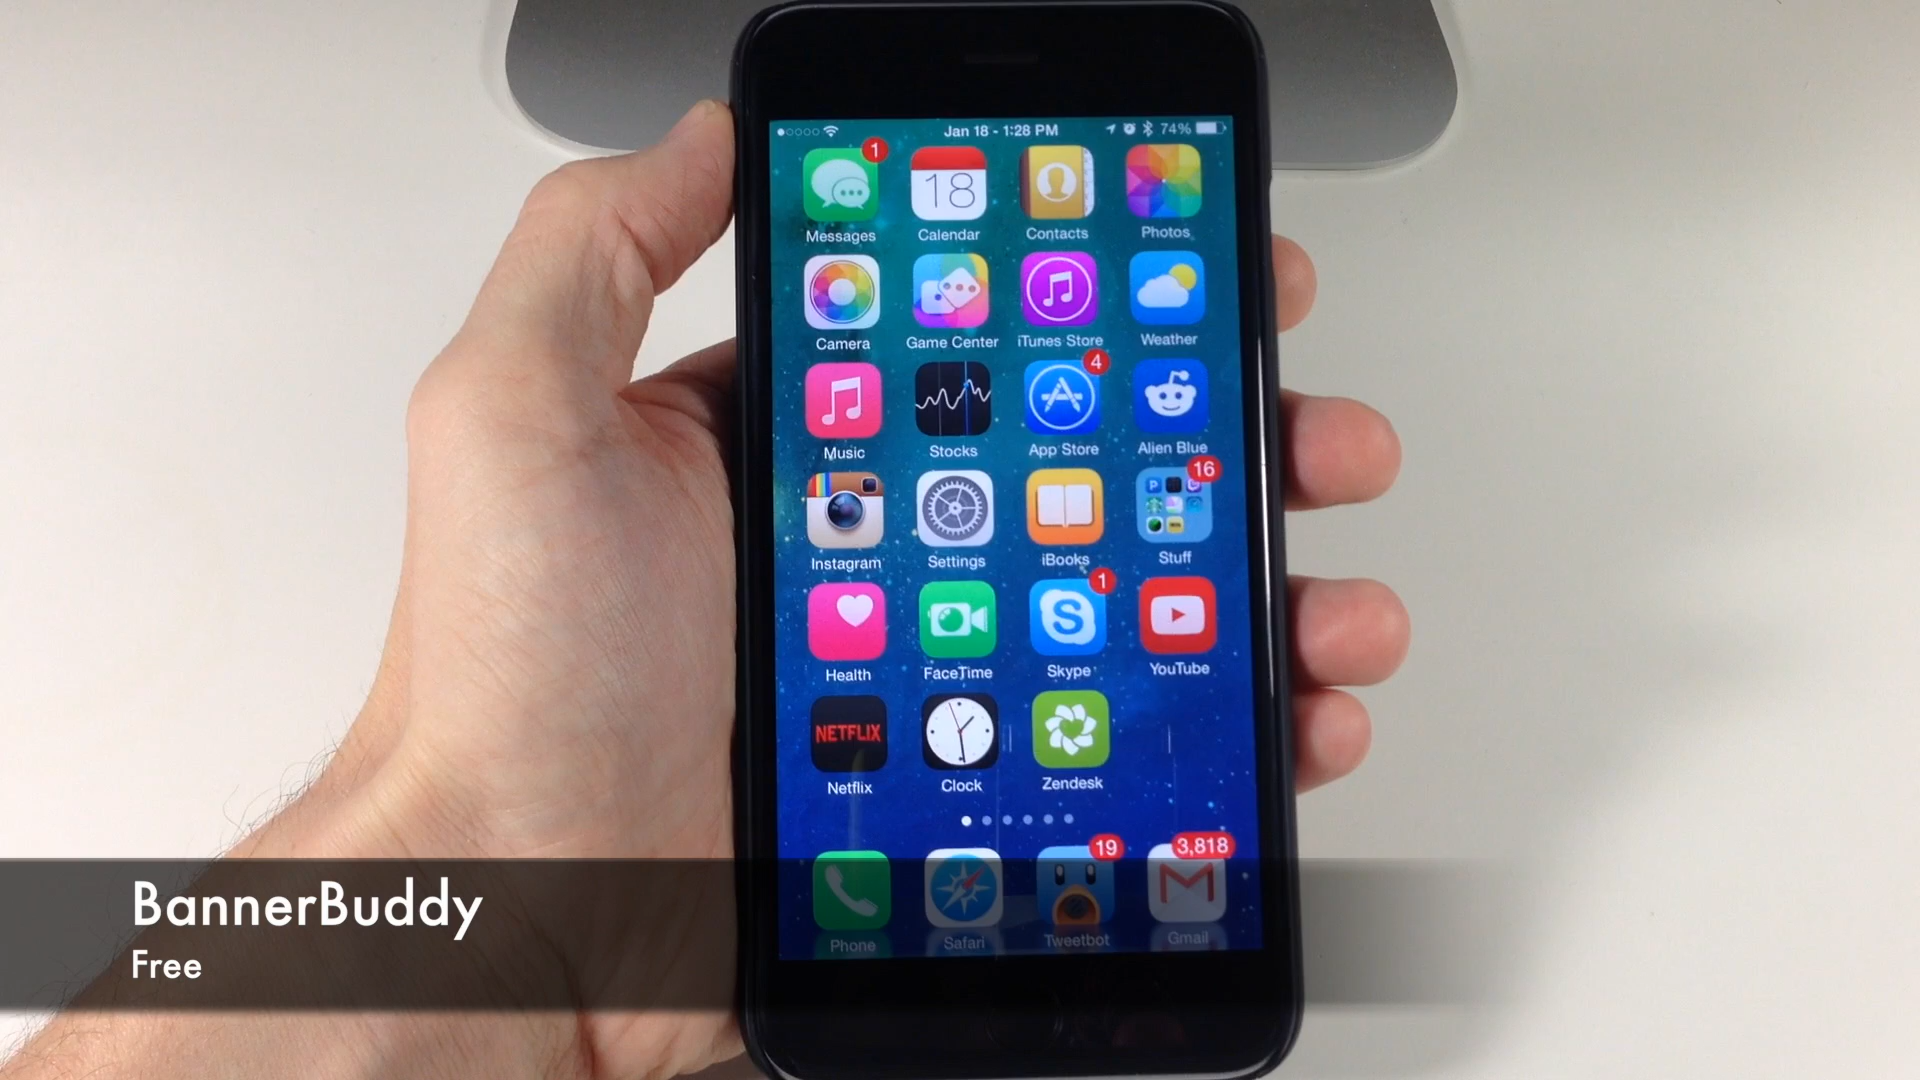 Jan 18 - 1:28 PM
74%
1
18
Messages
Calendar
Contacts
Photos
Camera
Game Center
iTunes Store
Weather
4
Music
Stocks
App Store
Alien Blue
16
Instagram
Settings
iBooks
Stuff
1
Health
FaceTime
Skype
YouTube
NETFLIX
Netflix
Clock
Zendesk
19
3,818
Phone
Safari
Tweetbot
Gmail
BannerBuddy
Free